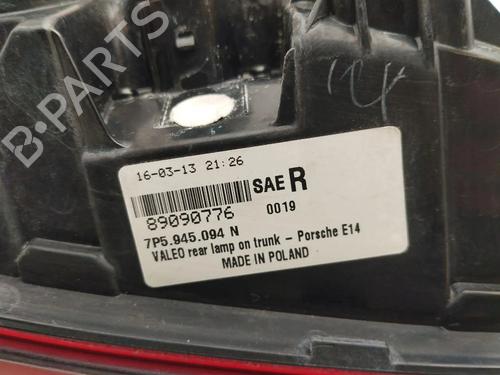 B-PARTS
16-03-13 21:26
SAE R
89090776
0019
7P5.945.094 N
VALEO rear lamp on trunk - Porsche E14
MADE IN POLAND